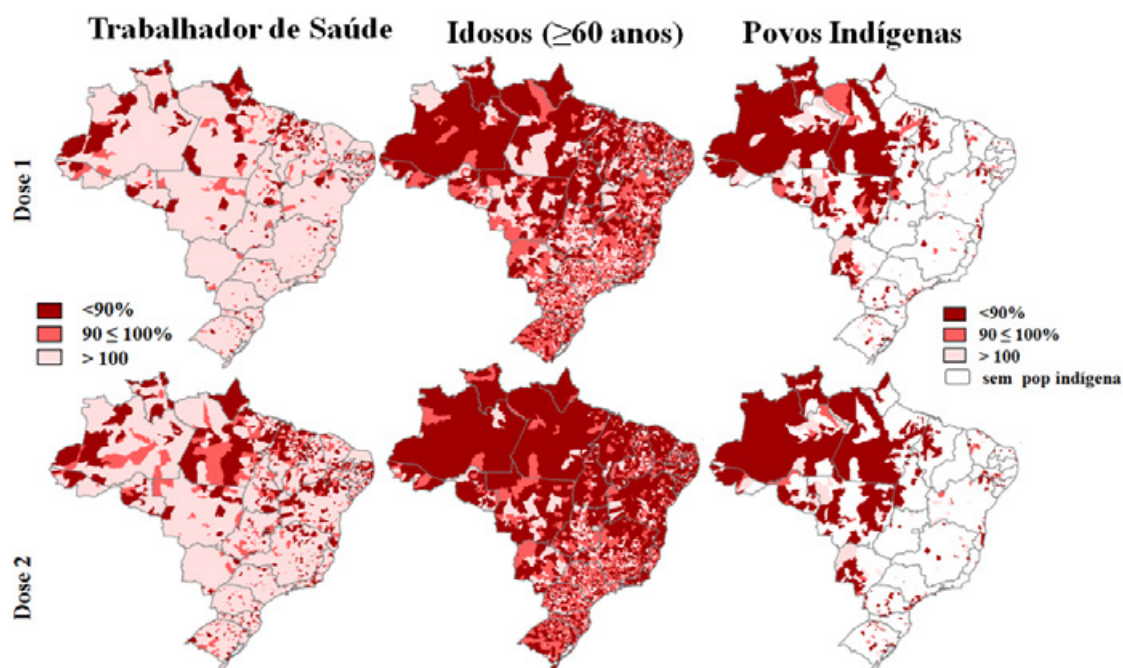 Trabalhador de Saúde
Idosos (≥60 anos)
Povos Indígenas
Dose 1
<90%
90 ≤ 100%
> 100
<90%
90 ≤ 100%
> 100
sem pop indígena
Dose 2